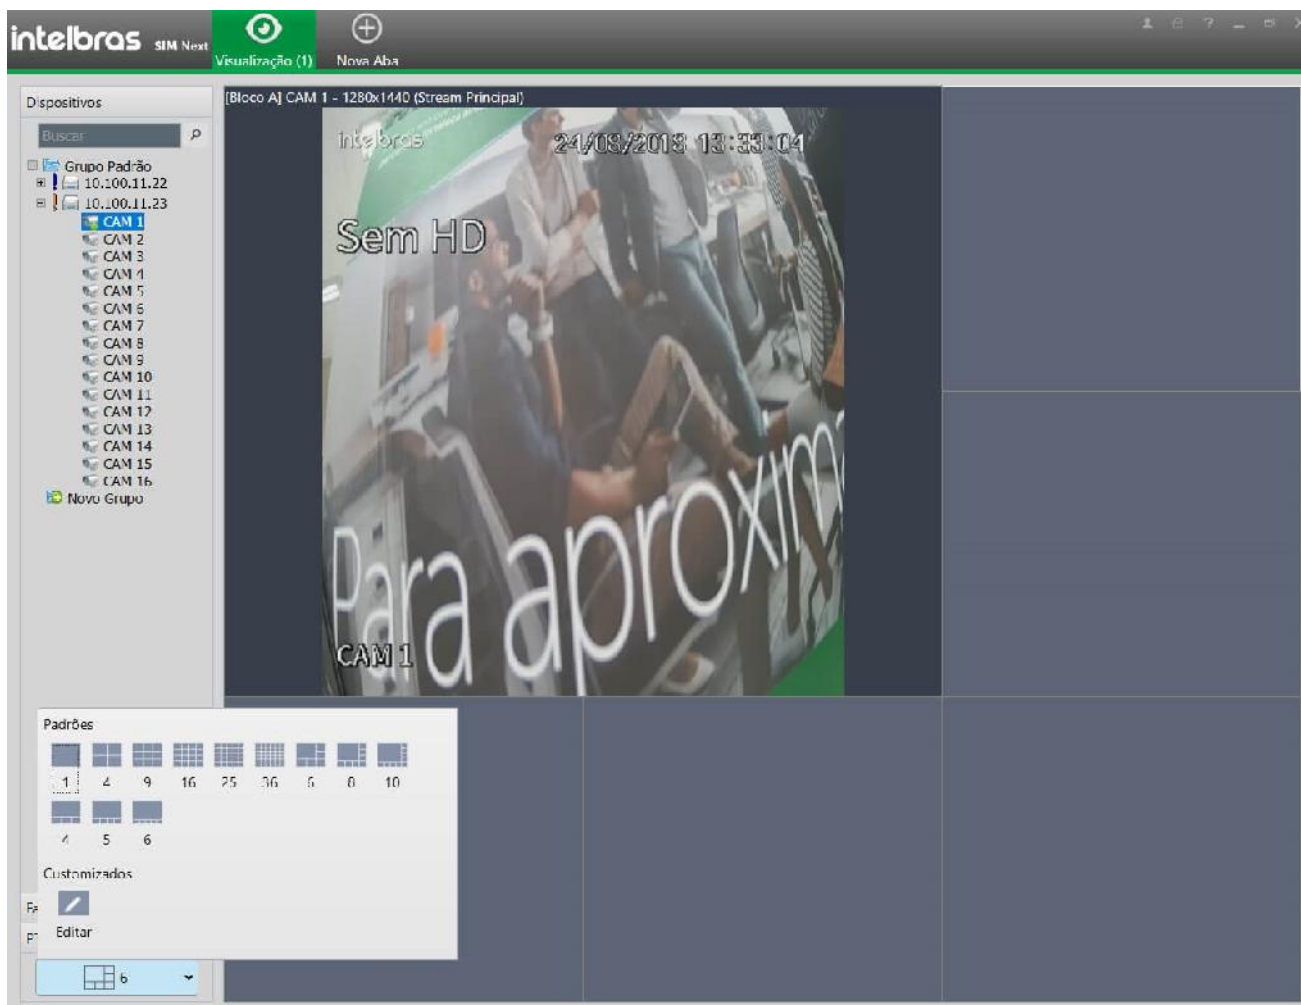 intelbras SIM Next
Visualização (1)
Nova Aba
Dispositivos
Buscar
Grupo Padrão
10.100.11.22
10.100.11.23
CAM 1
CAM 2
CAM 3
CAM 4
CAM 5
CAM 6
CAM 7
CAM 8
CAM 9
CAM 10
CAM 11
CAM 12
CAM 13
CAM 14
CAM 15
CAM 16
Novo Grupo
[Bloco A] CAM 1 - 1280x1440 (Stream Principal)
intelbras 24/08/2018 13:33:04
Sem HD
Para aproxim
CAM 1
Padrões
1 4 9 16 25 36 6 8 10
4 5 6
Customizados
Editar
6